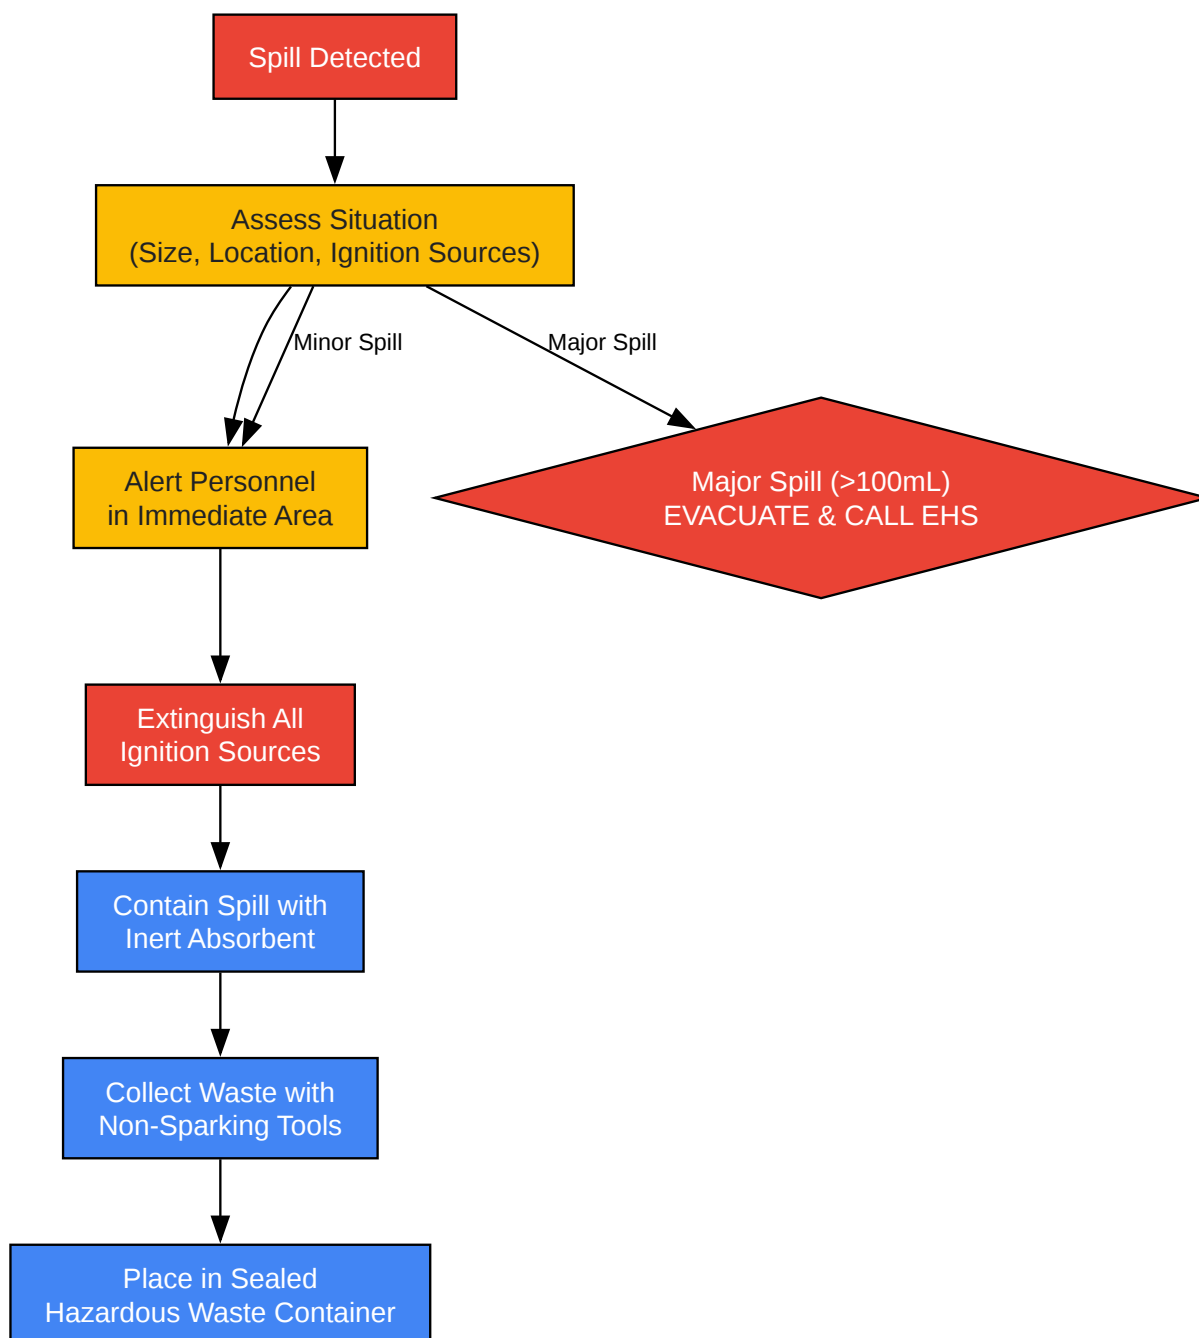 Spill Detected
Assess Situation
(Size, Location, Ignition Sources)
Minor Spill
Major Spill
Alert Personnel
in Immediate Area
Major Spill (>100mL)
EVACUATE & CALL EHS
Extinguish All
Ignition Sources
Contain Spill with
Inert Absorbent
Collect Waste with
Non-Sparking Tools
Place in Sealed
Hazardous Waste Container